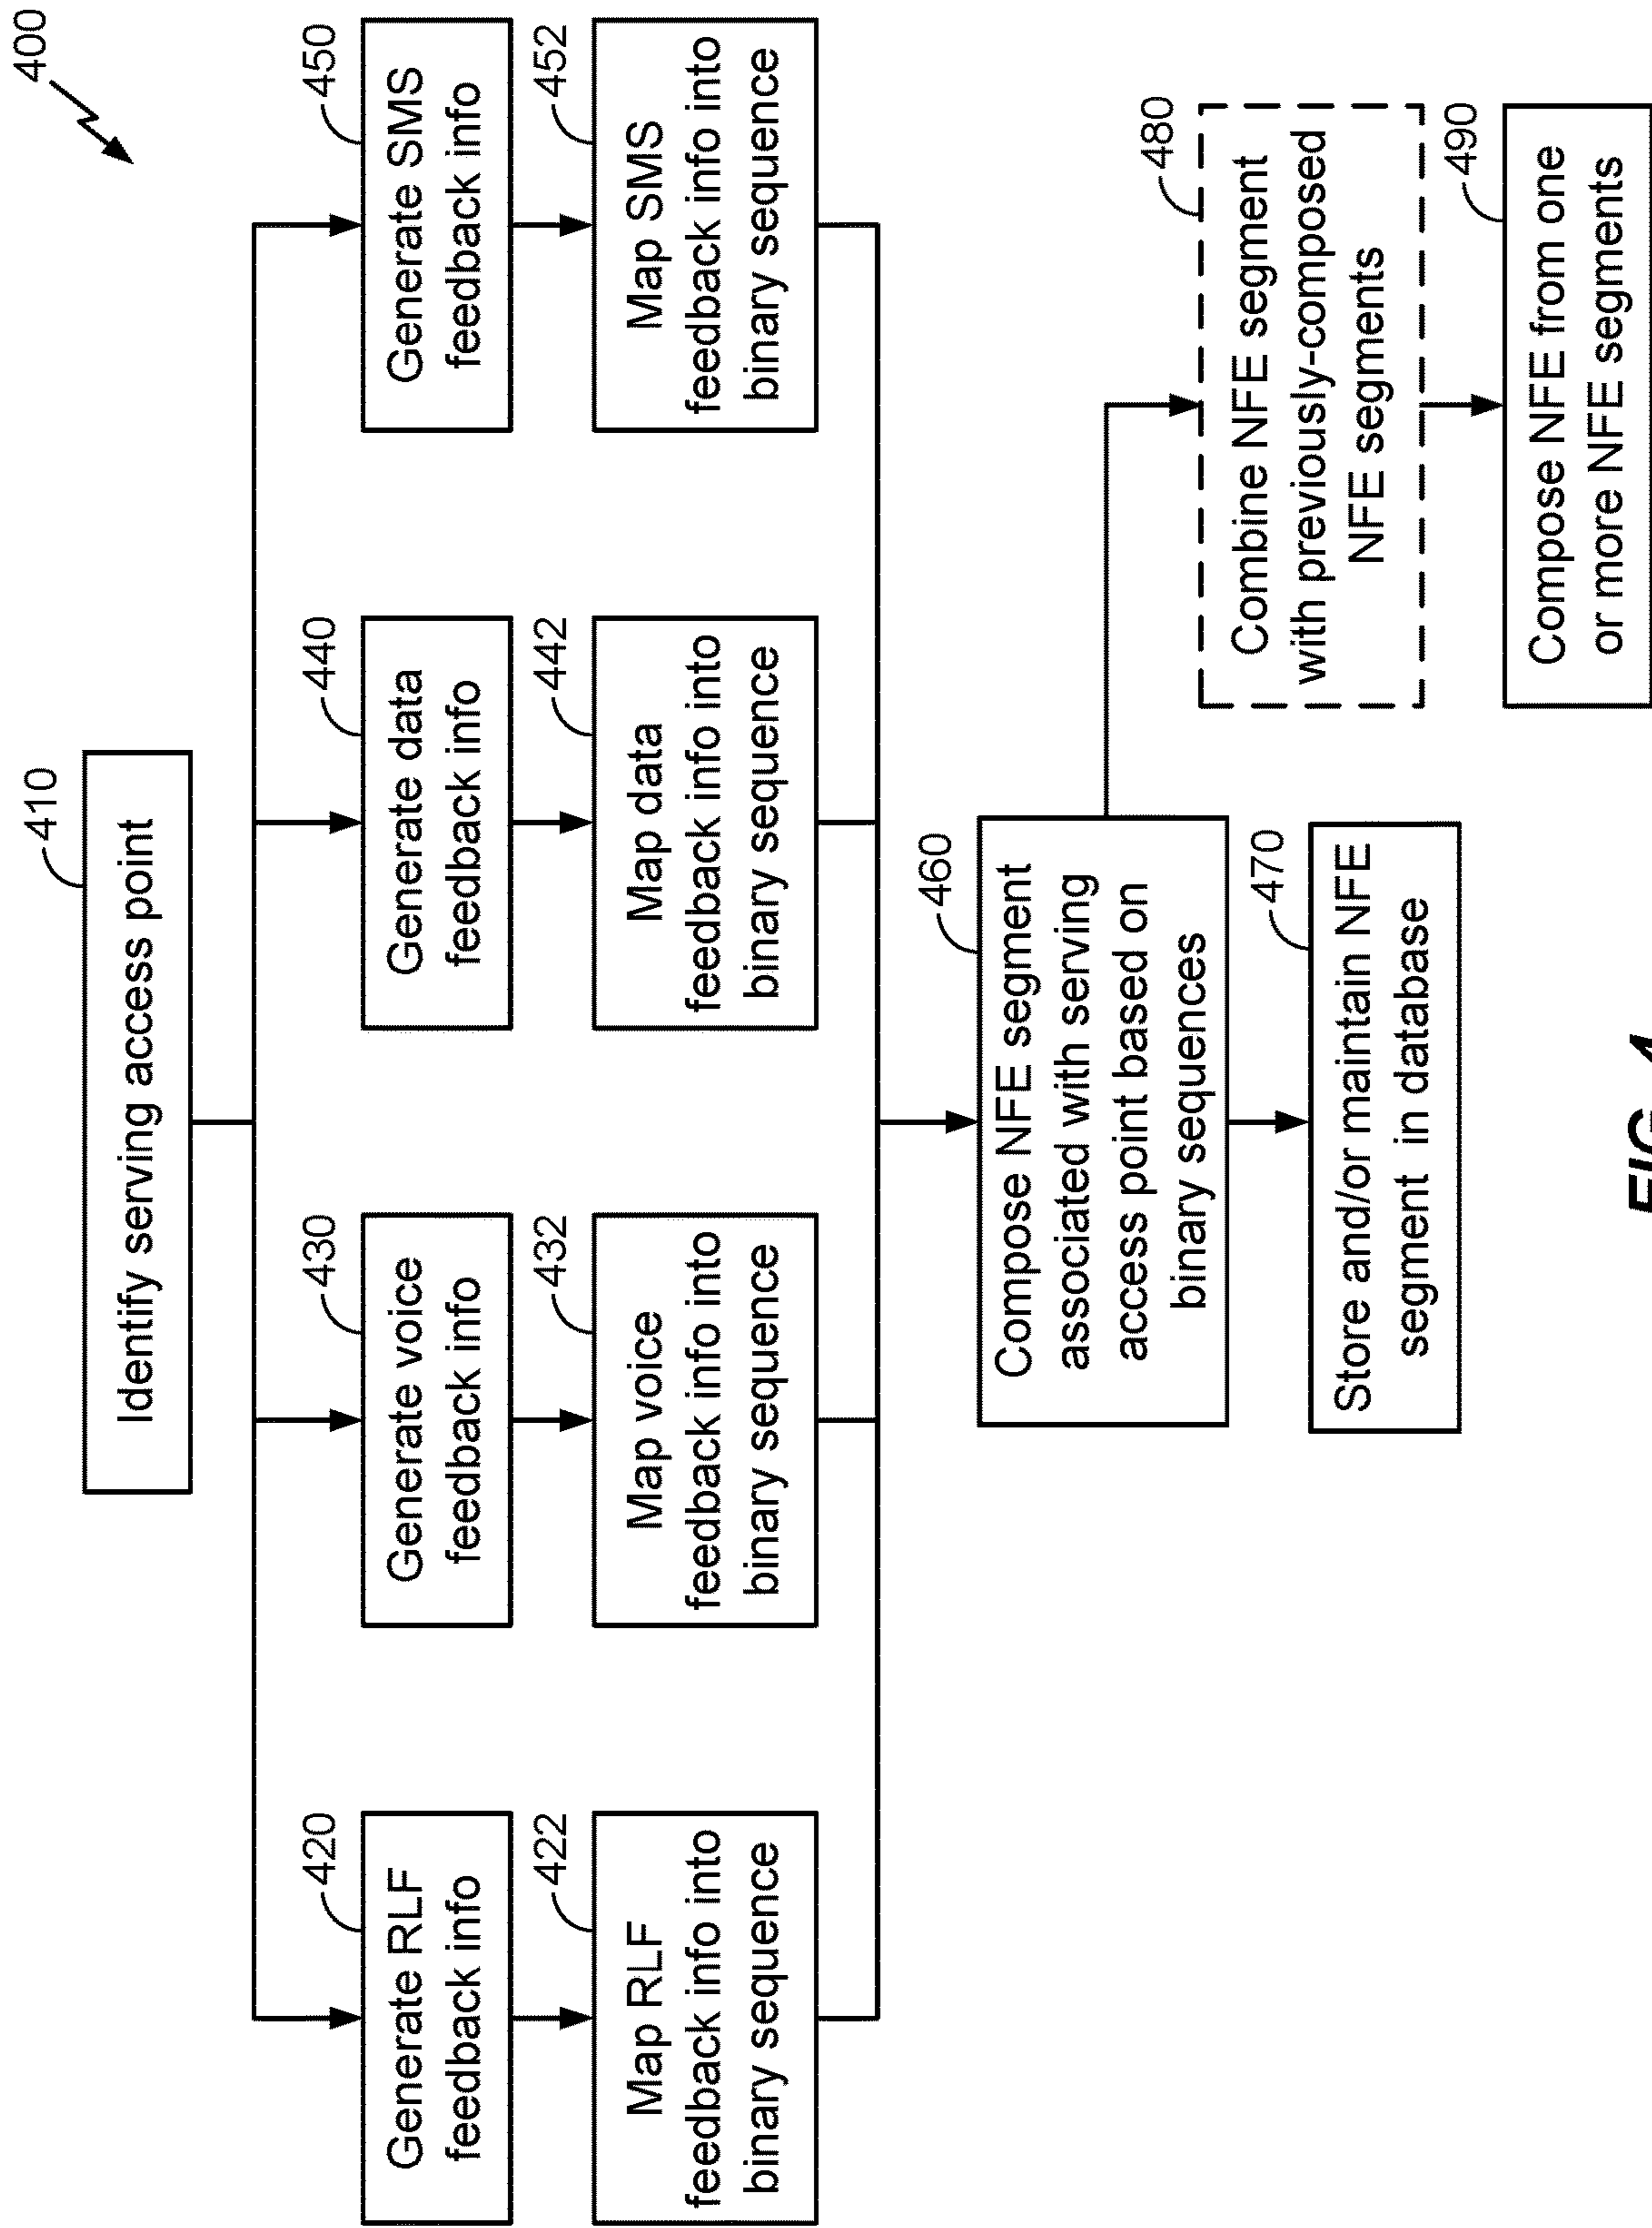 400
410
Identify serving access point
420
Generate RLF
feedback info
430
Generate voice
feedback info
440
Generate data
feedback info
450
Generate SMS
feedback info
422
Map RLF
feedback info into
binary sequence
432
Map voice
feedback info into
binary sequence
442
Map data
feedback info into
binary sequence
452
Map SMS
feedback info into
binary sequence
460
Compose NFE segment
associated with serving
access point based on
binary sequences
470
Store and/or maintain NFE
segment in database
480
Combine NFE segment
with previously-composed
NFE segments
490
Compose NFE from one
or more NFE segments
FIG. 4